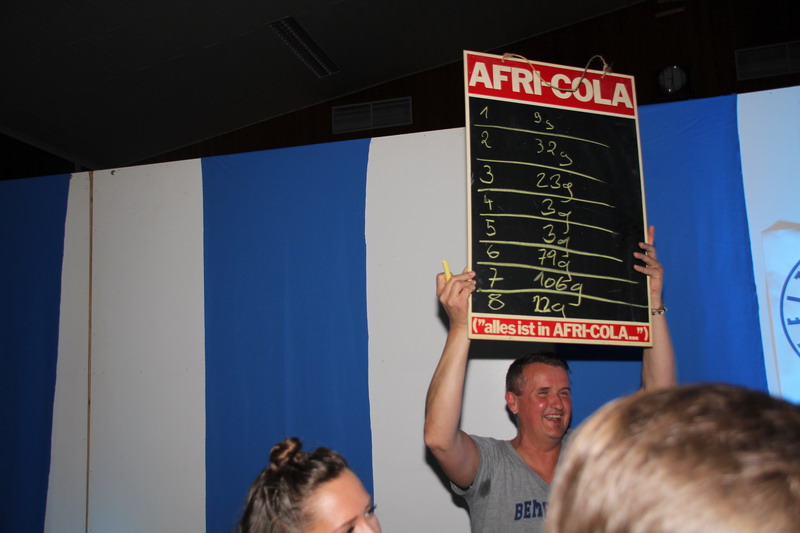 AFRI-COLA
1 9g
2 32g
3 23g
4 3g
5 3g
6 79g
7 106g
8 22g
("alles ist in AFRI-COLA...")